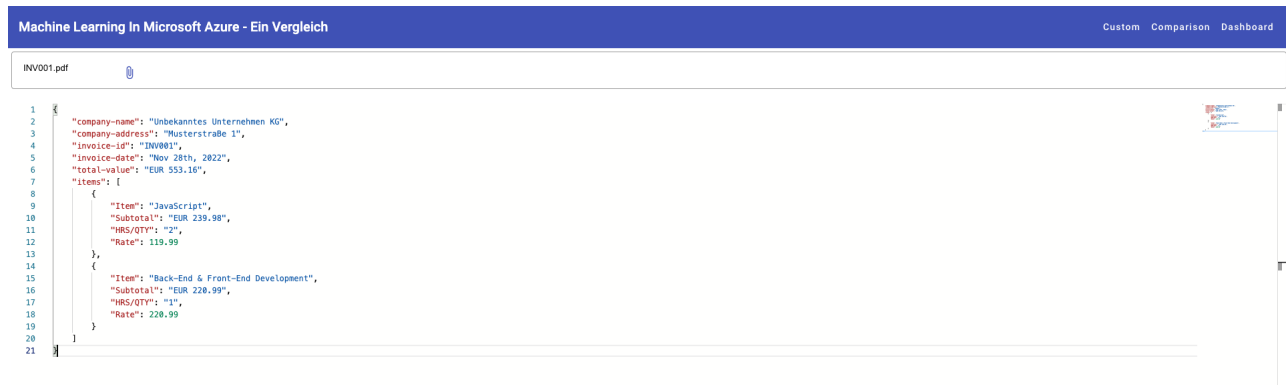 Machine Learning In Microsoft Azure - Ein Vergleich
Custom Comparison Dashboard
INV001.pdf
1 {
2 "company-name": "Unbekanntes Unternehmen KG",
3 "company-address": "Musterstraße 1",
4 "invoice-id": "INV001",
5 "invoice-date": "Nov 28th, 2022",
6 "total-value": "EUR 553.16",
7 "items": [
8 {
9 "Item": "JavaScript",
10 "Subtotal": "EUR 239.98",
11 "HRS/QTY": "2",
12 "Rate": 119.99
13 },
14 {
15 "Item": "Back-End & Front-End Development",
16 "Subtotal": "EUR 220.99",
17 "HRS/QTY": "1",
18 "Rate": 220.99
19 }
20 ]
21 }